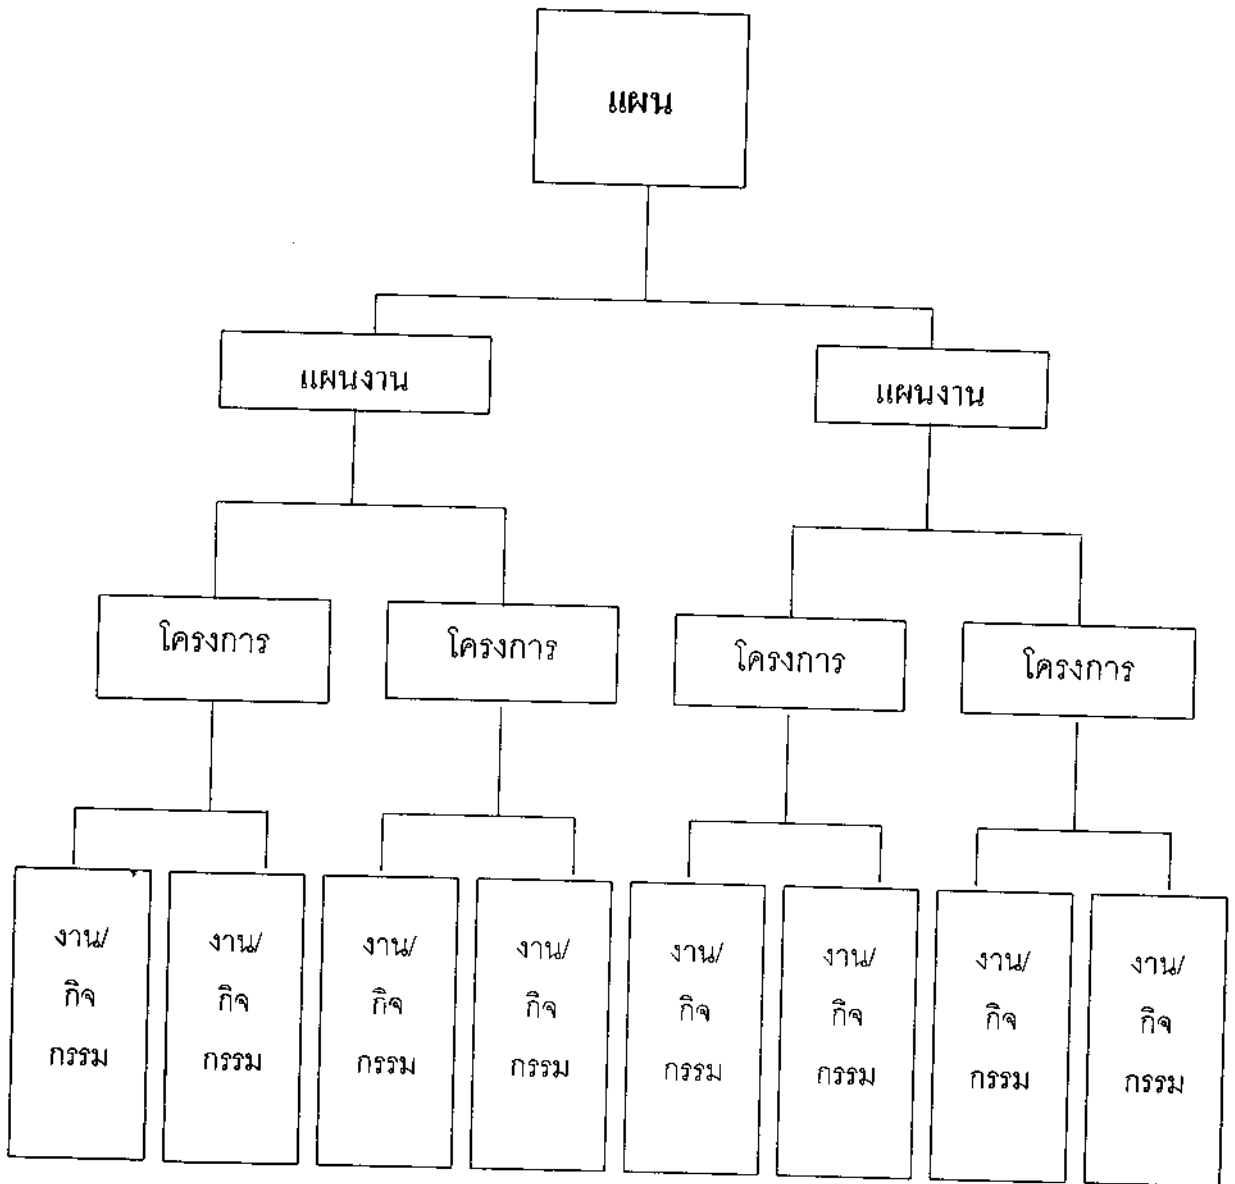 แผน
แผนงาน
แผนงาน
โครงการ
โครงการ
โครงการ
โครงการ
งาน/
กิจ
กรรม
งาน/
กิจ
กรรม
งาน/
กิจ
กรรม
งาน/
กิจ
กรรม
งาน/
กิจ
กรรม
งาน/
กิจ
กรรม
งาน/
กิจ
กรรม
งาน/
กิจ
กรรม